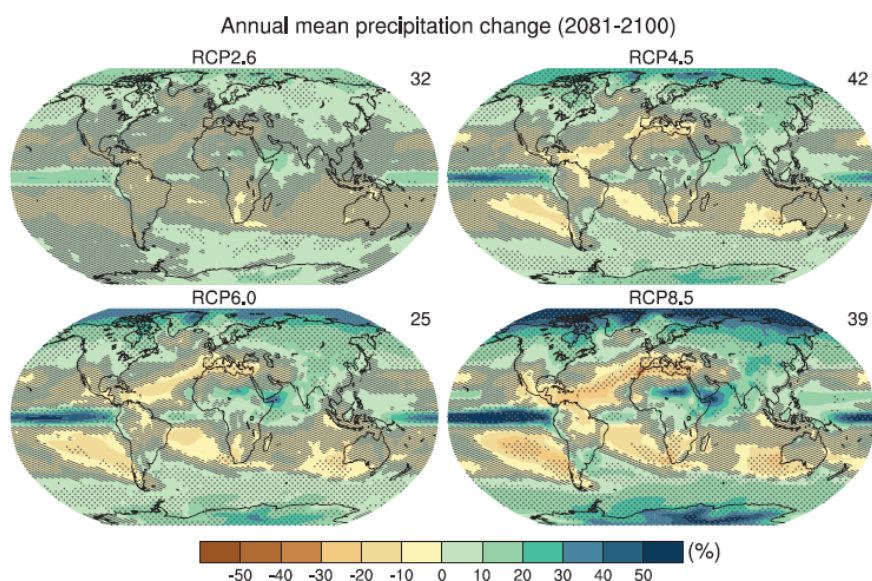 Annual mean precipitation change (2081-2100)
RCP2.6
RCP4.5
32
42
RCP6.0
RCP8.5
25
39
(%)
-50 -40 -30 -20 -10 0 10 20 30 40 50